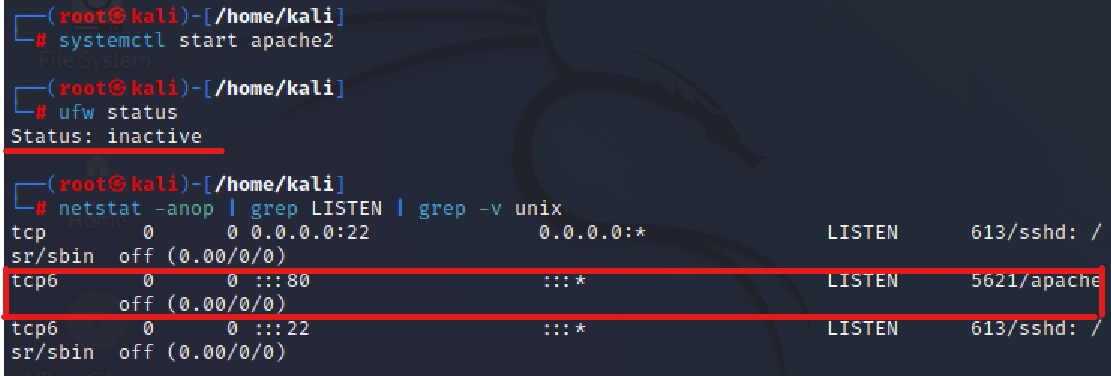 ┌──(root㉿kali)-[/home/kali]
└─# systemctl start apache2
File System
┌──(root㉿kali)-[/home/kali]
└─# ufw status
Status: inactive
┌──(root㉿kali)-[/home/kali]
└─# netstat -anop | grep LISTEN | grep -v unix
Home
tcp        0      0 0.0.0.0:22              0.0.0.0:*               LISTEN      613/sshd: /
sr/sbin  off (0.00/0/0)
tcp6       0      0 :::80                   :::*                    LISTEN      5621/apache
         off (0.00/0/0)
tcp6       0      0 :::22                   :::*                    LISTEN      613/sshd: /
sr/sbin  off (0.00/0/0)